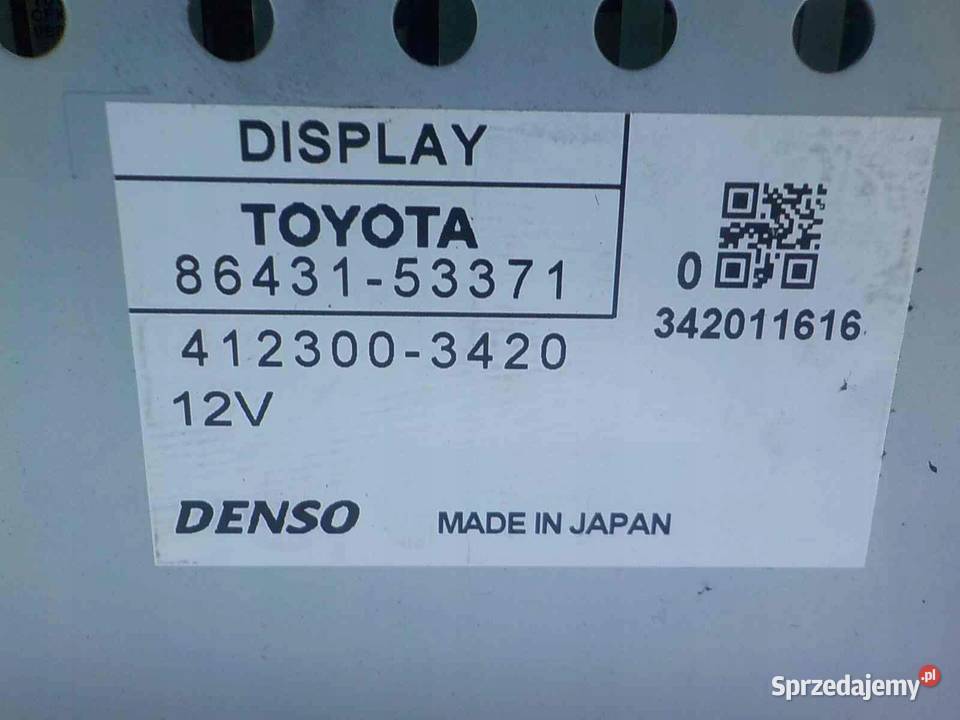 DISPLAY
TOYOTA
86431-53371
0
342011616
412300-3420
12V
DENSO
MADE IN JAPAN
Sprzedajemy.pl